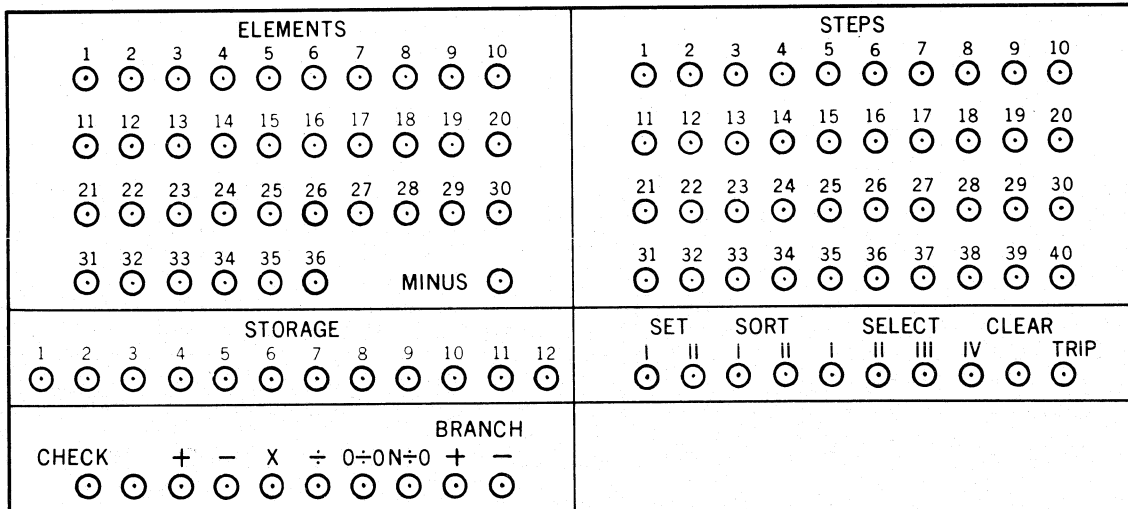 ELEMENTS
1 2 3 4 5 6 7 8 9 10
11 12 13 14 15 16 17 18 19 20
21 22 23 24 25 26 27 28 29 30
31 32 33 34 35 36
MINUS
STEPS
1 2 3 4 5 6 7 8 9 10
11 12 13 14 15 16 17 18 19 20
21 22 23 24 25 26 27 28 29 30
31 32 33 34 35 36 37 38 39 40
STORAGE
1 2 3 4 5 6 7 8 9 10 11 12
SET SORT SELECT CLEAR
I II I II I II III IV TRIP
BRANCH
CHECK + − X ÷ 0÷0 N÷0 + −